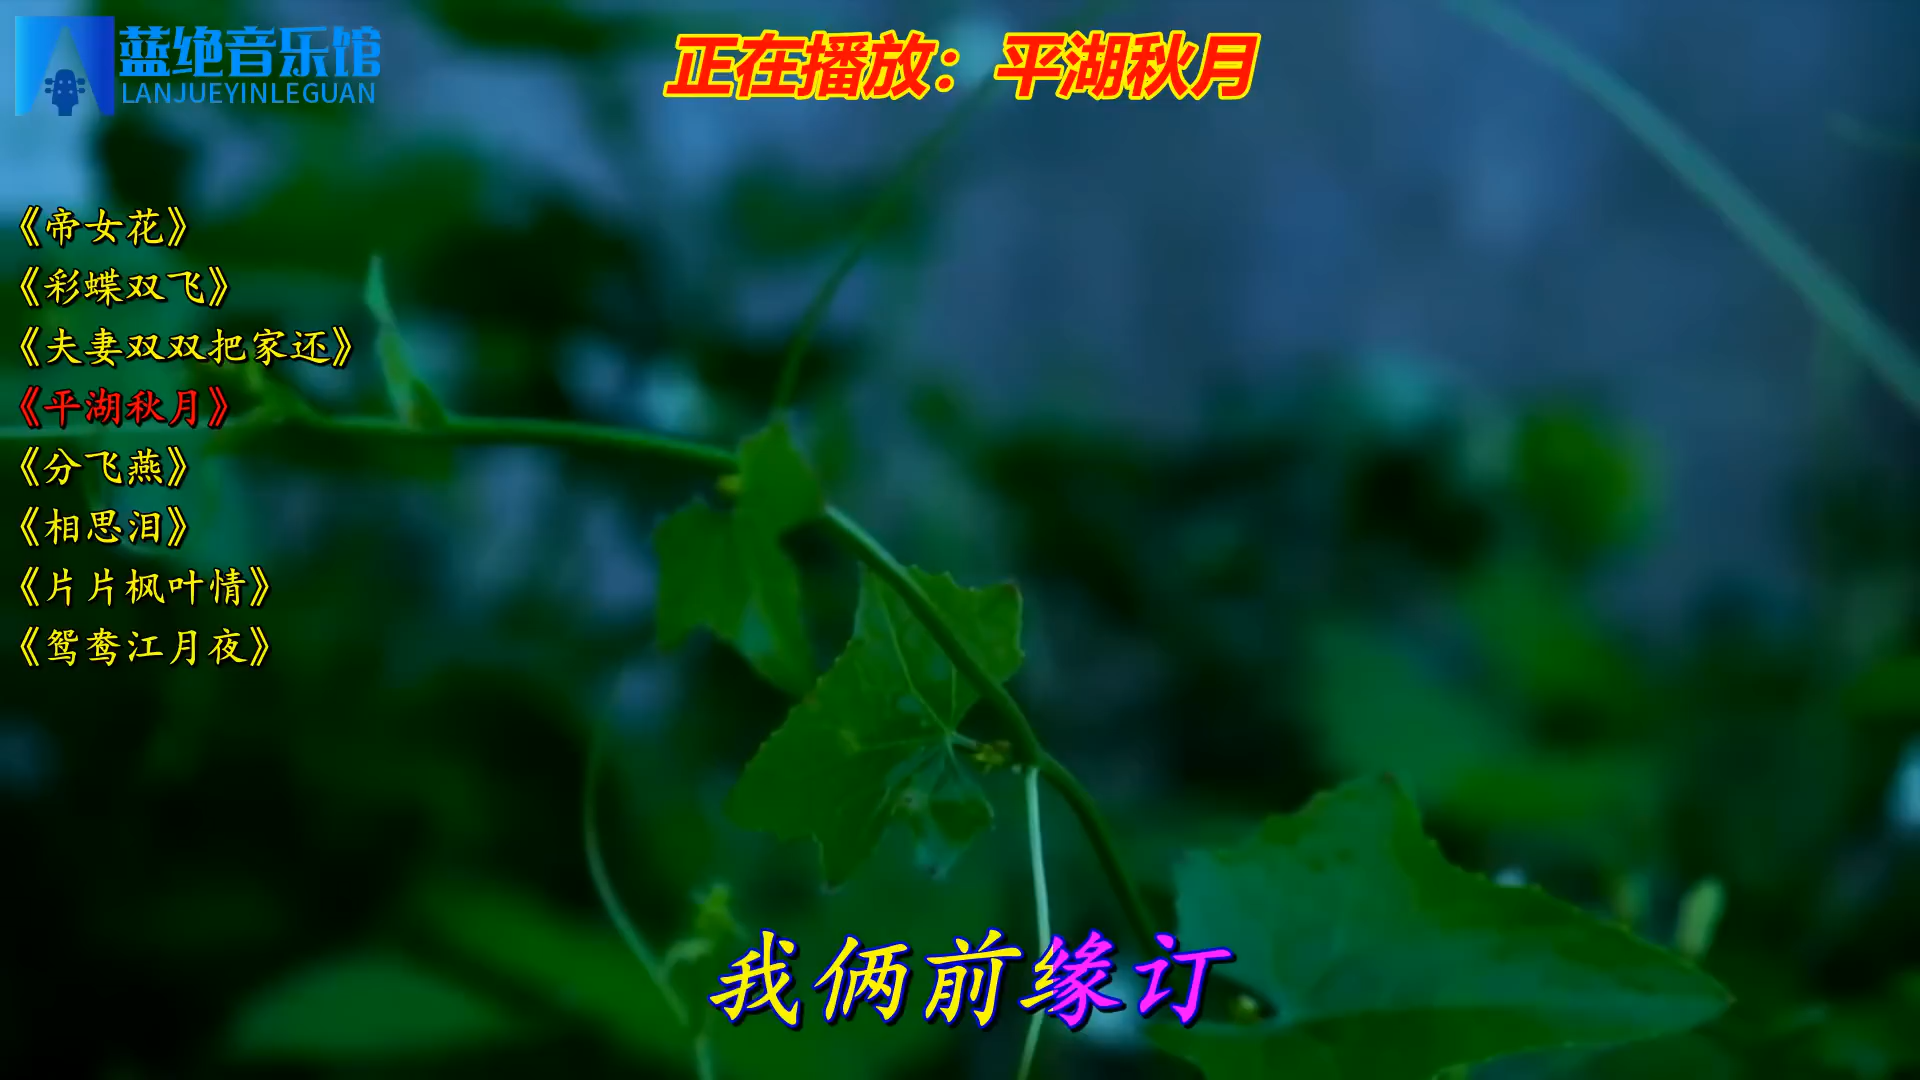 蓝绝音乐馆
LANJUEYINLEGUAN
正在播放：平湖秋月
《帝女花》
《彩蝶双飞》
《夫妻双双把家还》
《平湖秋月》
《分飞燕》
《相思泪》
《片片枫叶情》
《鸳鸯江月夜》
我俩前缘订